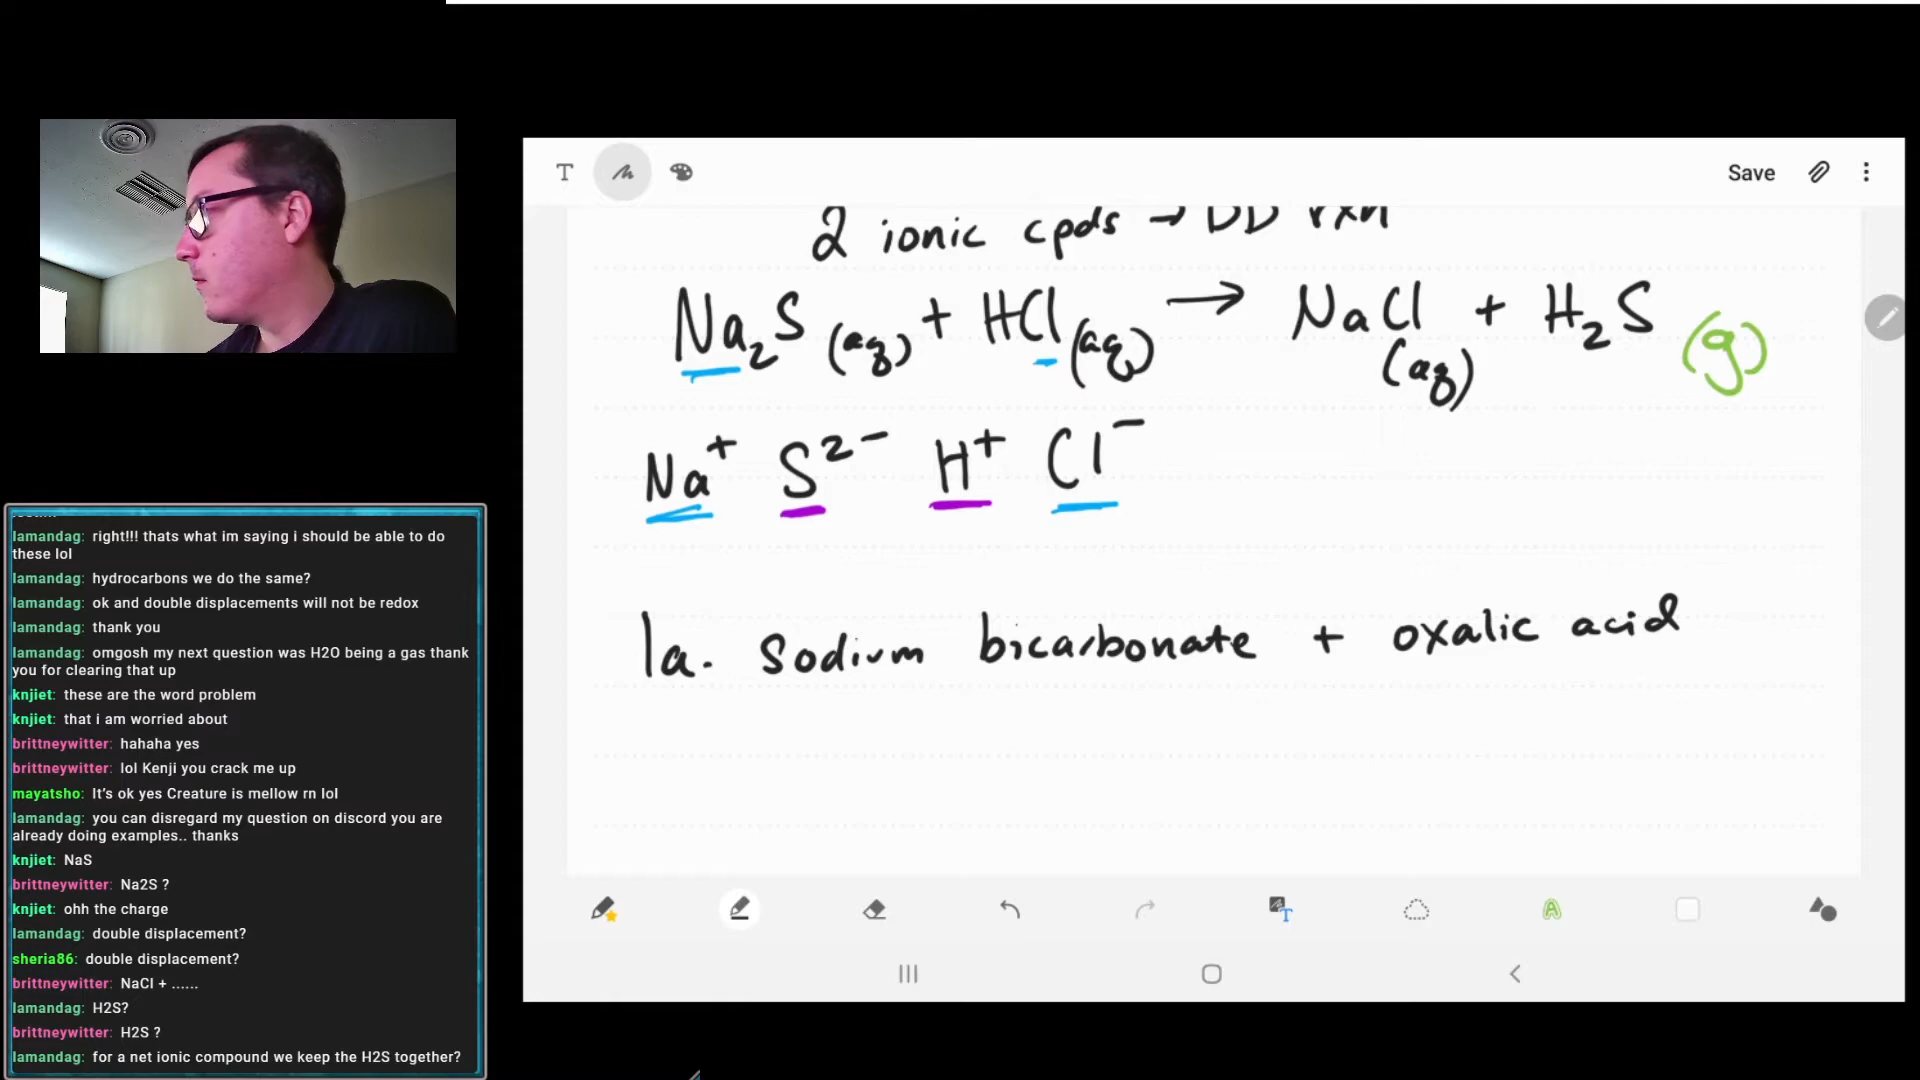 T
Save
2 ionic cpds → DD rxn
Na₂S (aq) + HCl (aq) → NaCl (aq) + H₂S (g)
Na⁺ S²⁻ H⁺ Cl⁻
1a. Sodium bicarbonate + oxalic acid
lamandag: right!!! thats what im saying i should be able to do
these lol
lamandag: hydrocarbons we do the same?
lamandag: ok and double displacements will not be redox
lamandag: thank you
lamandag: omgosh my next question was H2O being a gas thank
you for clearing that up
knjiet: these are the word problem
knjiet: that i am worried about
brittneywitter: hahaha yes
brittneywitter: lol Kenji you crack me up
mayatsho: It's ok yes Creature is mellow rn lol
lamandag: you can disregard my question on discord you are
already doing examples.. thanks
knjiet: NaS
brittneywitter: Na2S ?
knjiet: ohh the charge
lamandag: double displacement?
sheria86: double displacement?
brittneywitter: NaCl + ......
lamandag: H2S?
brittneywitter: H2S ?
lamandag: for a net ionic compound we keep the H2S together?
T
A